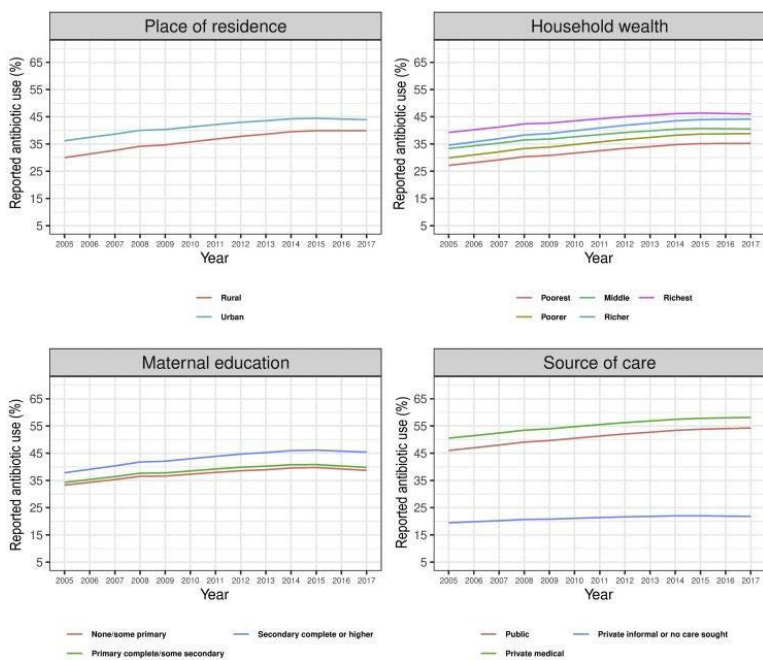 Place of residence
Reported antibiotic use (%)
65
55
45
35
25
15
5
2005 2006 2007 2008 2009 2010 2011 2012 2013 2014 2015 2016 2017
Year
Rural
Urban
Household wealth
Reported antibiotic use (%)
65
55
45
35
25
15
5
2005 2006 2007 2008 2009 2010 2011 2012 2013 2014 2015 2016 2017
Year
Poorest Middle Richest
Poorer Richer
Maternal education
Reported antibiotic use (%)
65
55
45
35
25
15
5
2005 2006 2007 2008 2009 2010 2011 2012 2013 2014 2015 2016 2017
Year
None/some primary Secondary complete or higher
Primary complete/some secondary
Source of care
Reported antibiotic use (%)
65
55
45
35
25
15
5
2005 2006 2007 2008 2009 2010 2011 2012 2013 2014 2015 2016 2017
Year
Public Private informal or no care sought
Private medical